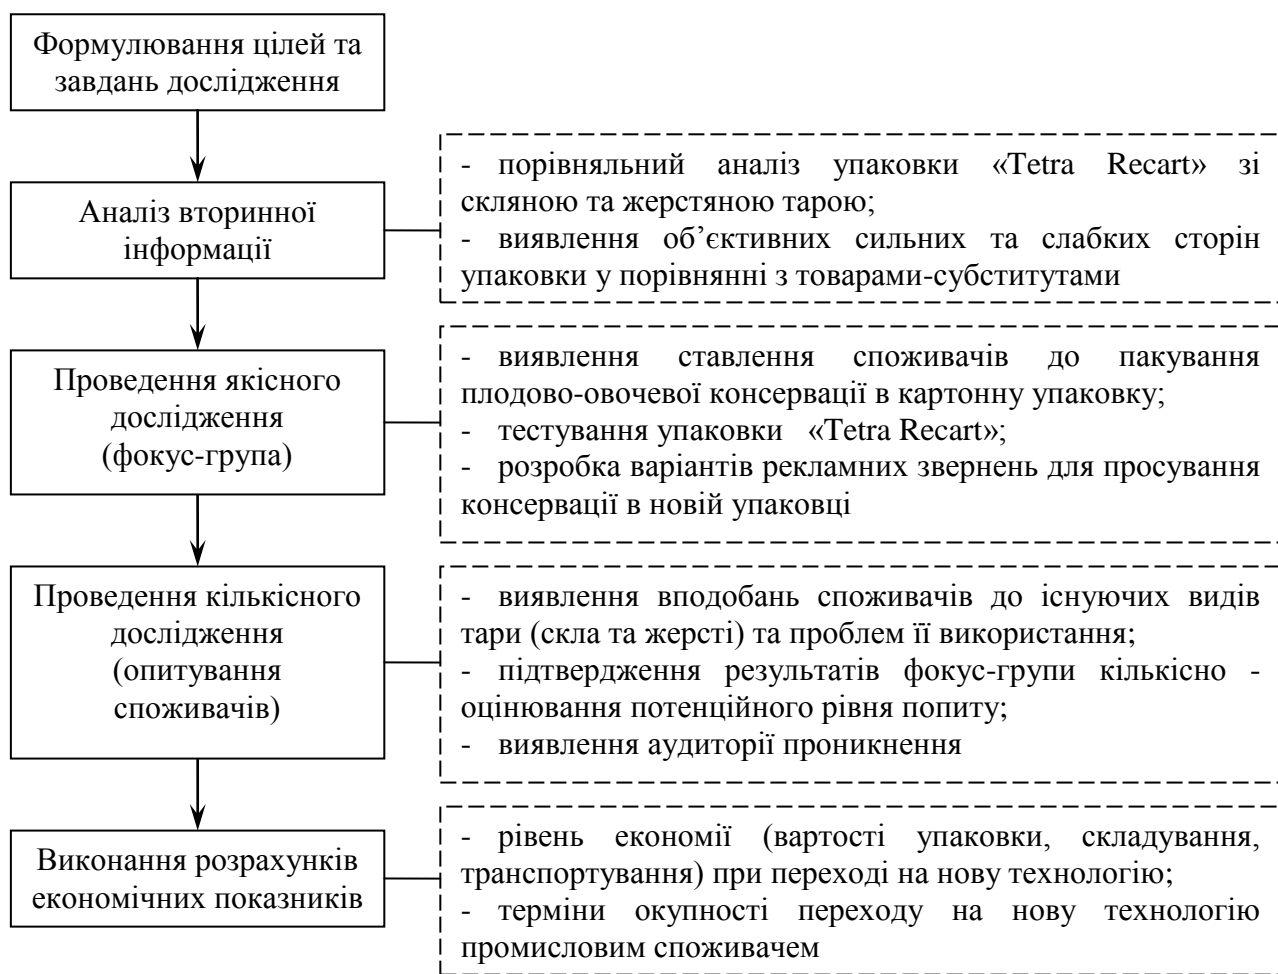 Формулювання цілей та
завдань дослідження
Аналіз вторинної
інформації
- порівняльний аналіз упаковки «Tetra Recart» зі
скляною та жерстяною тарою;
- виявлення об’єктивних сильних та слабких сторін
упаковки у порівнянні з товарами-субститутами
Проведення якісного
дослідження
(фокус-група)
- виявлення ставлення споживачів до пакування
плодово-овочевої консервації в картонну упаковку;
- тестування упаковки «Tetra Recart»;
- розробка варіантів рекламних звернень для просування
консервації в новій упаковці
Проведення кількісного
дослідження
(опитування
споживачів)
- виявлення вподобань споживачів до існуючих видів
тари (скла та жерсті) та проблем її використання;
- підтвердження результатів фокус-групи кількісно -
оцінювання потенційного рівня попиту;
- виявлення аудиторії проникнення
Виконання розрахунків
економічних показників
- рівень економії (вартості упаковки, складування,
транспортування) при переході на нову технологію;
- терміни окупності переходу на нову технологію
промисловим споживачем